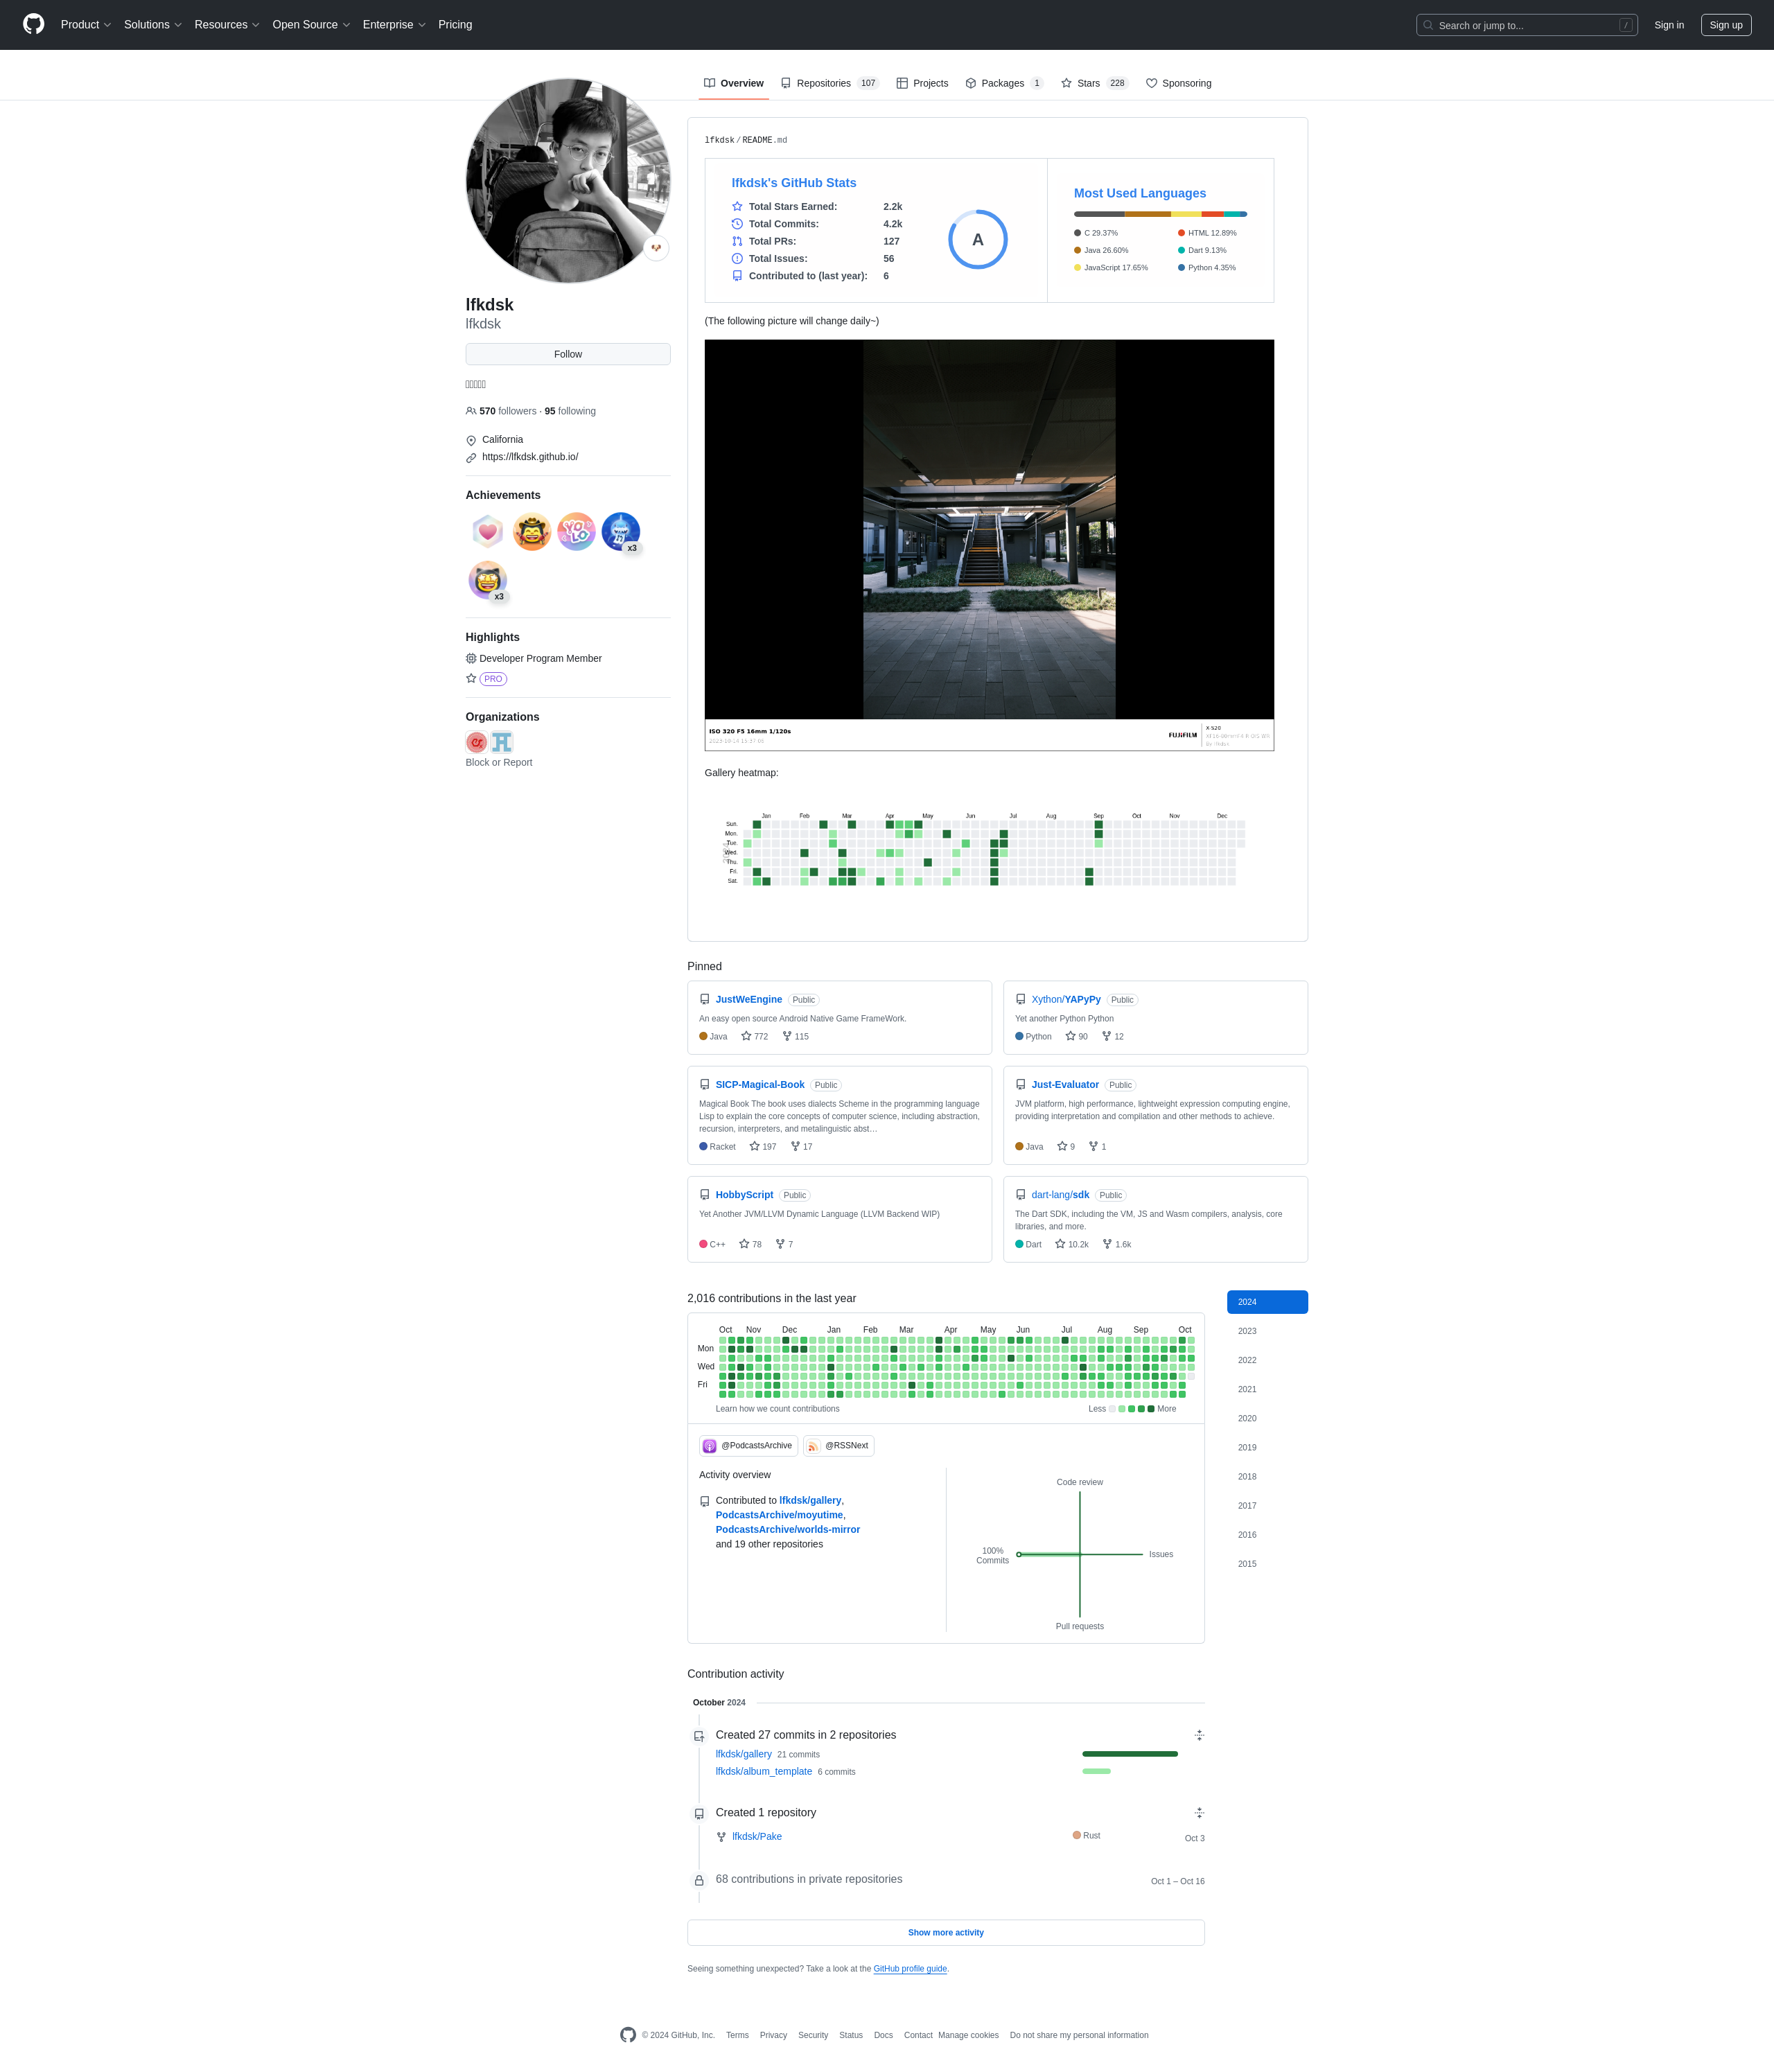 Product
Solutions
Resources
Open Source
Enterprise
Pricing
Search or jump to...
/
Sign in
Sign up
Overview
Repositories 107
Projects
Packages 1
Stars 228
Sponsoring
lfkdsk
lfkdsk
Follow
570 followers · 95 following
California
https://lfkdsk.github.io/
Achievements
YOLO
x3
x3
Highlights
Developer Program Member
PRO
Organizations
Block or Report
lfkdsk / README.md
lfkdsk's GitHub Stats
Total Stars Earned: 2.2k
Total Commits: 4.2k
Total PRs: 127
Total Issues: 56
Contributed to (last year): 6
A
Most Used Languages
C 29.37%
Java 26.60%
JavaScript 17.65%
HTML 12.89%
Dart 9.13%
Python 4.35%
(The following picture will change daily~)
ISO 320 F5 16mm 1/120s
FUJIFILM
X-S20
Gallery heatmap:
Jan Feb Mar Apr May Jun Jul Aug Sep Oct Nov Dec
Sun.
Mon.
Tue.
Wed.
Thu.
Fri.
Sat.
Pinned
JustWeEngine Public
An easy open source Android Native Game FrameWork.
Java 772 115
Xython/YAPyPy Public
Yet another Python Python
Python 90 12
SICP-Magical-Book Public
Magical Book The book uses dialects Scheme in the programming language
Lisp to explain the core concepts of computer science, including abstraction,
recursion, interpreters, and metalinguistic abst…
Racket 197 17
Just-Evaluator Public
JVM platform, high performance, lightweight expression computing engine,
providing interpretation and compilation and other methods to achieve.
Java 9 1
HobbyScript Public
Yet Another JVM/LLVM Dynamic Language (LLVM Backend WIP)
C++ 78 7
dart-lang/sdk Public
The Dart SDK, including the VM, JS and Wasm compilers, analysis, core
libraries, and more.
Dart 10.2k 1.6k
2,016 contributions in the last year
Oct Nov Dec Jan Feb Mar Apr May Jun Jul Aug Sep Oct
Mon
Wed
Fri
Learn how we count contributions
Less More
@PodcastsArchive
@RSSNext
Activity overview
Contributed to lfkdsk/gallery,
PodcastsArchive/moyutime,
PodcastsArchive/worlds-mirror
and 19 other repositories
Code review
100%
Commits
Issues
Pull requests
2024
2023
2022
2021
2020
2019
2018
2017
2016
2015
Contribution activity
October 2024
Created 27 commits in 2 repositories
lfkdsk/gallery 21 commits
lfkdsk/album_template 6 commits
Created 1 repository
lfkdsk/Pake Rust Oct 3
68 contributions in private repositories Oct 1 – Oct 16
Show more activity
Seeing something unexpected? Take a look at the GitHub profile guide.
© 2024 GitHub, Inc.
Terms
Privacy
Security
Status
Docs
Contact
Manage cookies
Do not share my personal information